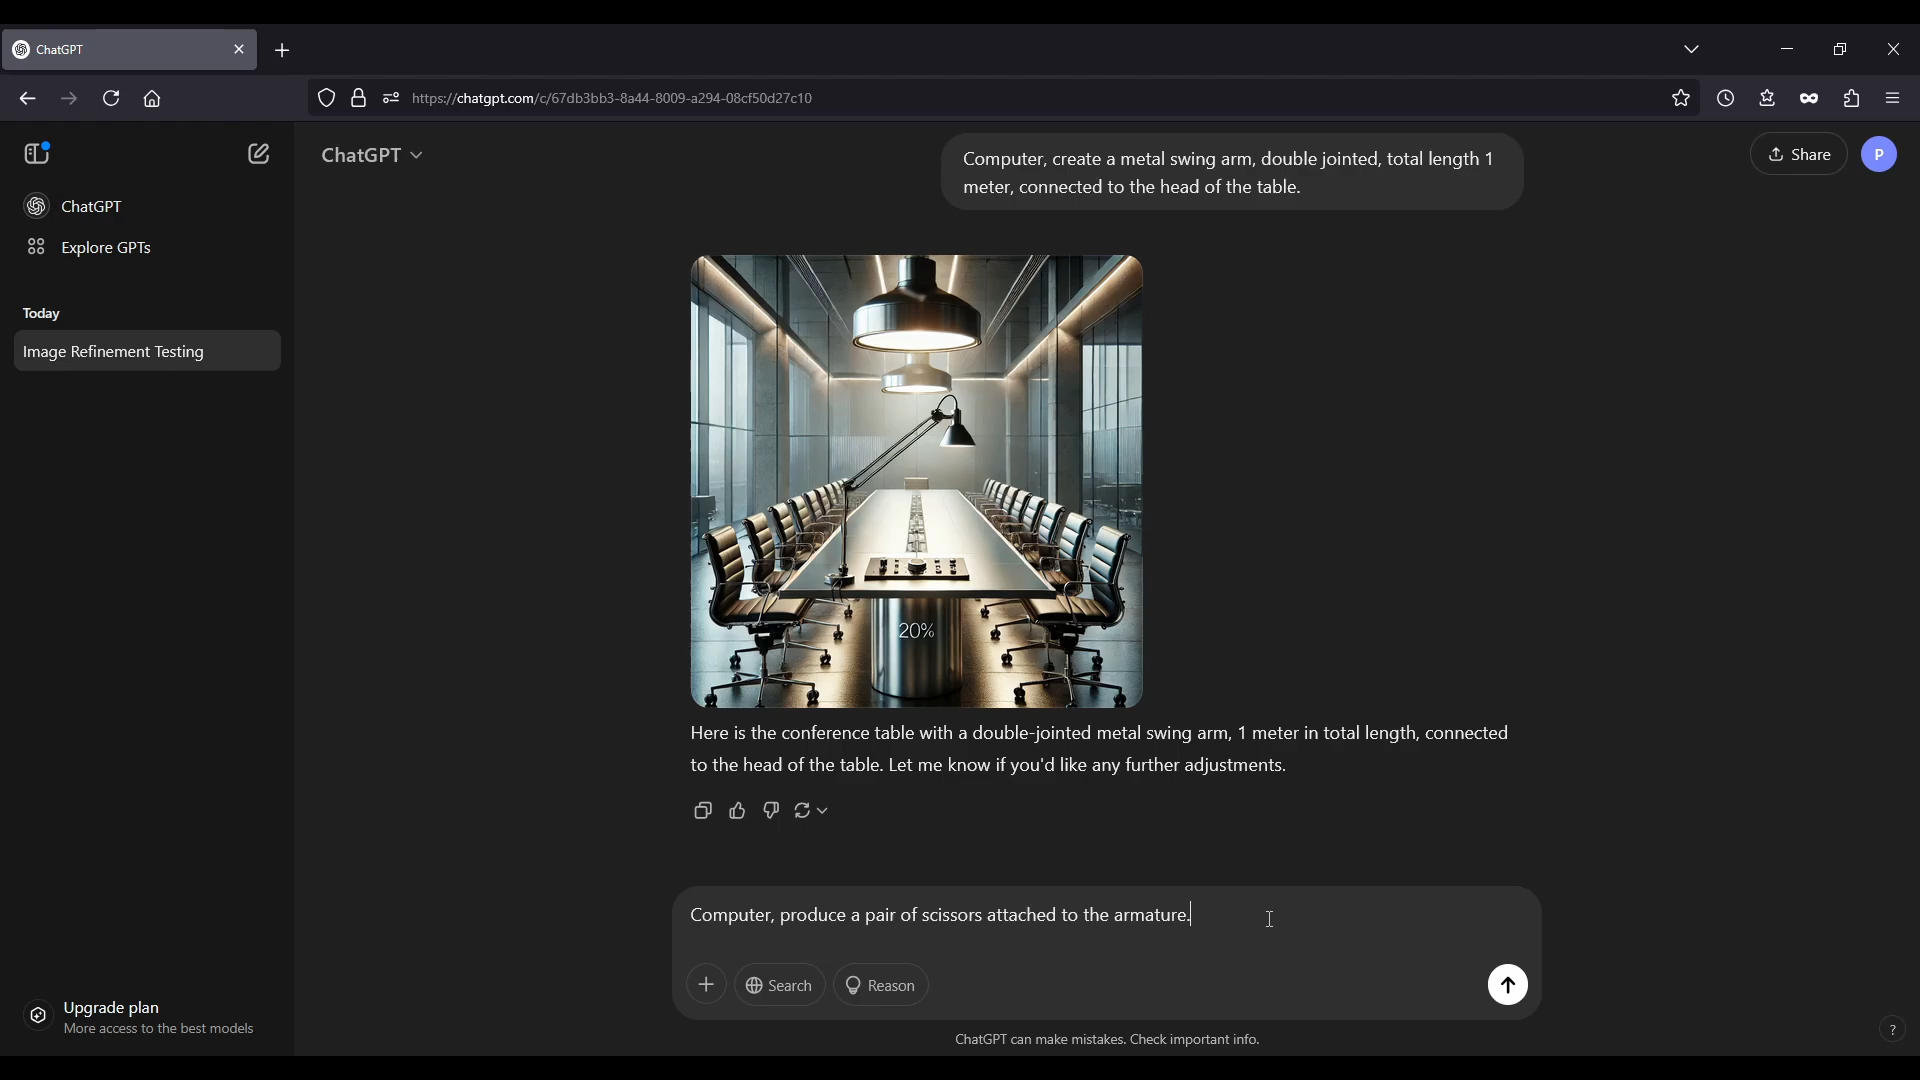 ChatGPT
https://chatgpt.com/c/67db3bb3-8a44-8009-a294-08cf50d27c10
ChatGPT
Explore GPTs
Today
Image Refinement Testing
Upgrade plan
More access to the best models
ChatGPT
Share
P
Computer, create a metal swing arm, double jointed, total length 1
meter, connected to the head of the table.
20%
Here is the conference table with a double-jointed metal swing arm, 1 meter in total length, connected
to the head of the table. Let me know if you'd like any further adjustments.
Computer, produce a pair of scissors attached to the armature.
Search
Reason
ChatGPT can make mistakes. Check important info.
?